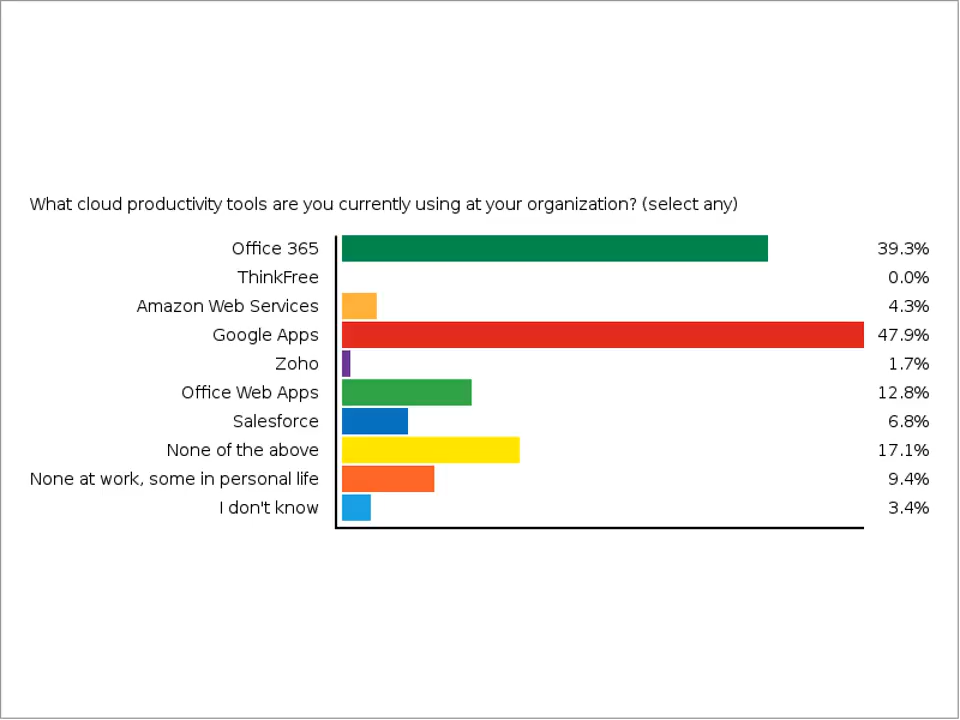 What cloud productivity tools are you currently using at your organization? (select any)
Office 365 39.3%
ThinkFree 0.0%
Amazon Web Services 4.3%
Google Apps 47.9%
Zoho 1.7%
Office Web Apps 12.8%
Salesforce 6.8%
None of the above 17.1%
None at work, some in personal life 9.4%
I don't know 3.4%